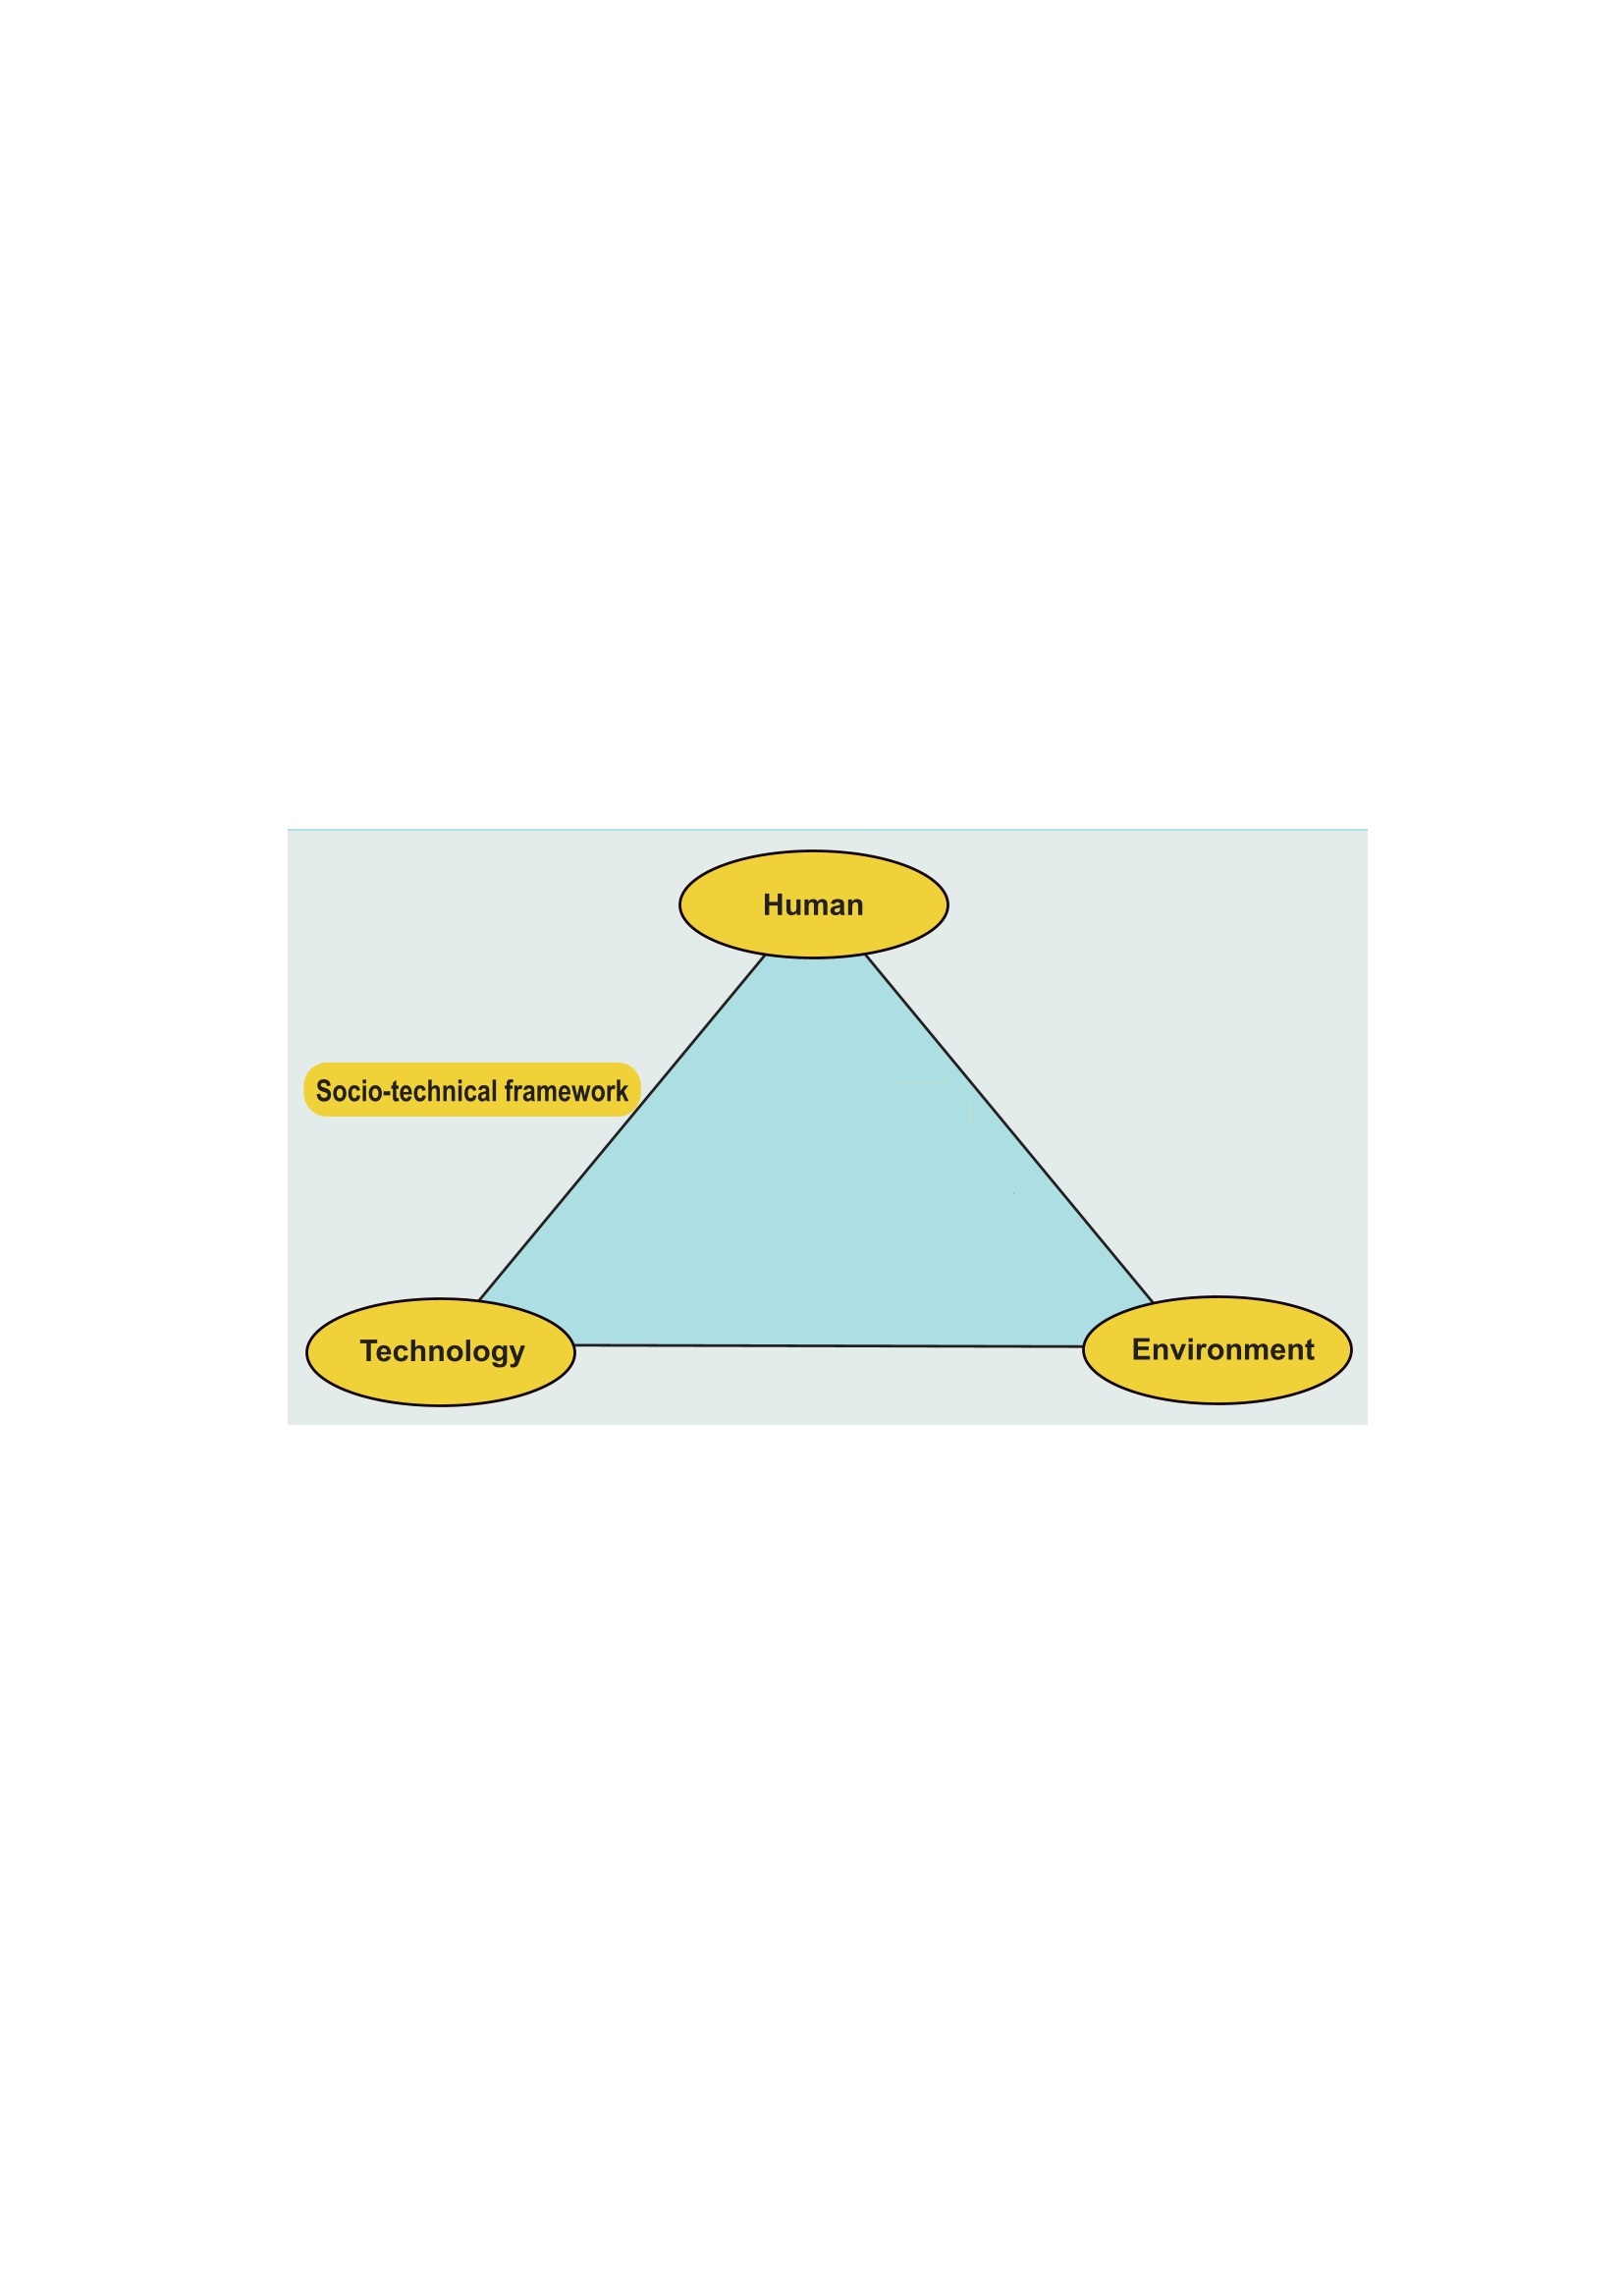 Human
Socio-technical framework
Technology
Environment